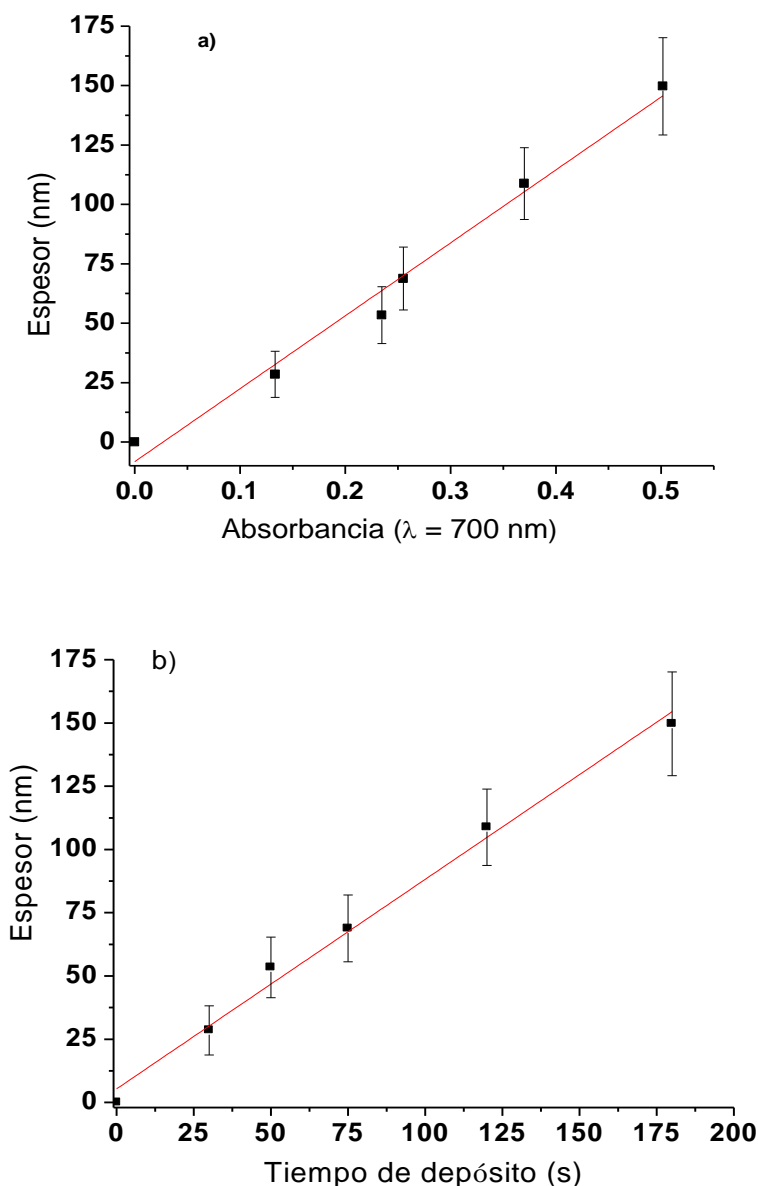 a)
175
150
125
100
75
50
25
0
Espesor (nm)
0.0 0.1 0.2 0.3 0.4 0.5
Absorbancia (λ = 700 nm)
b)
175
150
125
100
75
50
25
0
Espesor (nm)
0 25 50 75 100 125 150 175 200
Tiempo de depósito (s)